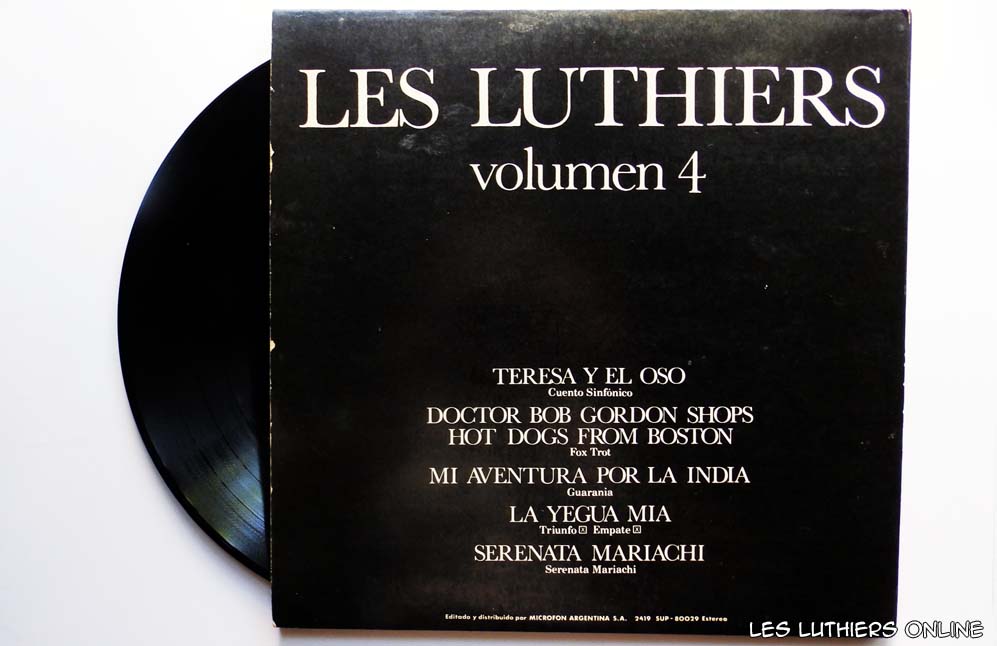 LES LUTHIERS
volumen 4
TERESA Y EL OSO
Cuento Sinfónico
DOCTOR BOB GORDON SHOPS
HOT DOGS FROM BOSTON
Fox Trot
MI AVENTURA POR LA INDIA
Guarania
LA YEGUA MIA
Triunfo☒ Empate☒
SERENATA MARIACHI
Serenata Mariachi
Editado y distribuido por MICROFON ARGENTINA S.A. 2419 SUP - 80029 Estereo
LES LUTHIERS ONLINE